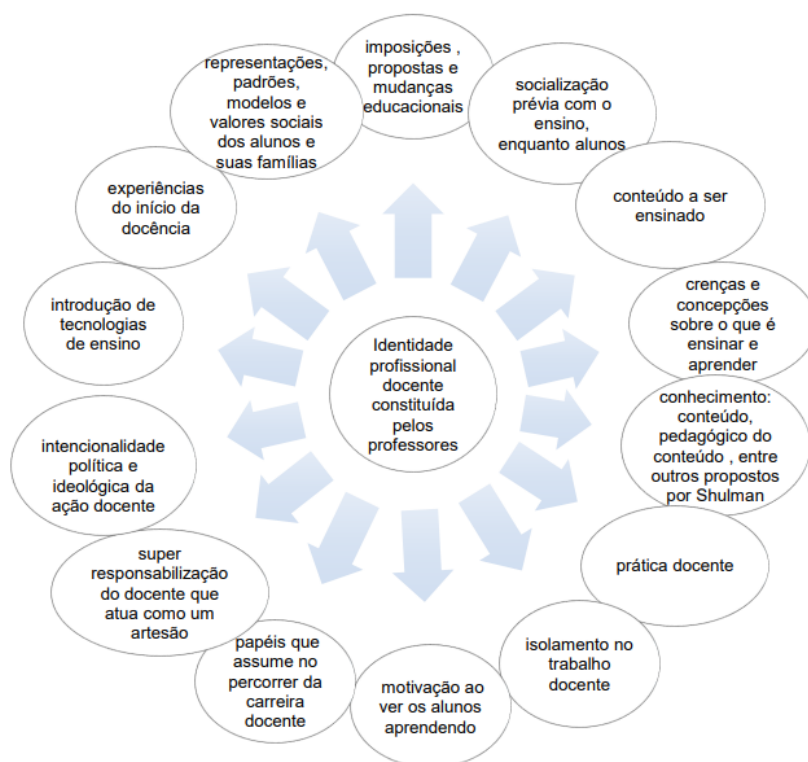 imposições ,
propostas e
mudanças
educacionais
socialização
prévia com o
ensino,
enquanto alunos
conteúdo a ser
ensinado
crenças e
concepções
sobre o que é
ensinar e
aprender
conhecimento:
conteúdo,
pedagógico do
conteúdo , entre
outros propostos
por Shulman
prática docente
isolamento no
trabalho
docente
motivação ao
ver os alunos
aprendendo
papéis que
assume no
percorrer da
carreira
docente
super
responsabilização
do docente que
atua como um
artesão
intencionalidade
política e
ideológica da
ação docente
introdução de
tecnologias
de ensino
experiências
do início da
docência
representações,
padrões,
modelos e
valores sociais
dos alunos e
suas famílias
Identidade
profissional
docente
constituída
pelos
professores